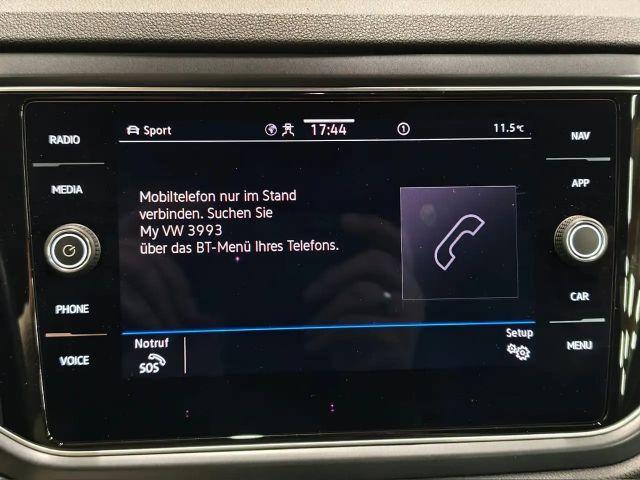 RADIO
MEDIA
PHONE
VOICE
Sport
17:44
1
11.5°C
Mobiltelefon nur im Stand
verbinden. Suchen Sie
My VW 3993
über das BT-Menü Ihres Telefons.
Notruf
SOS
Setup
NAV
APP
CAR
MENU